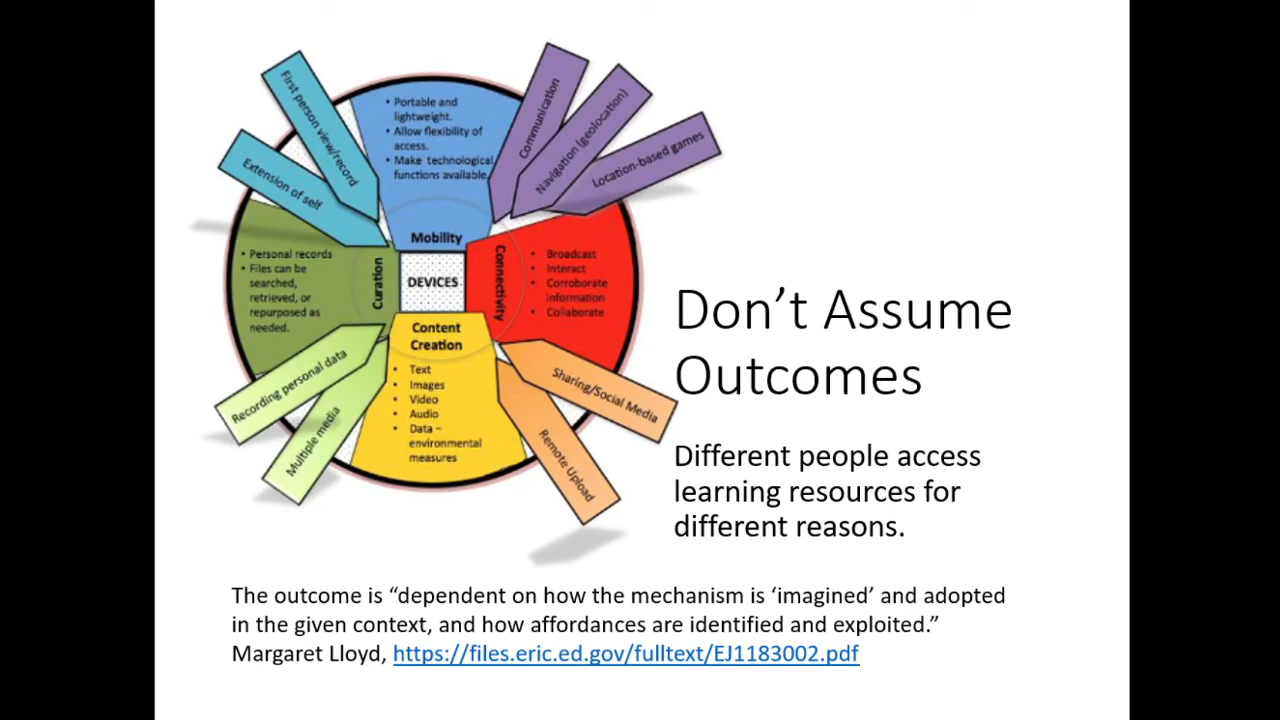 First person view/record
Extension of self
• Portable and
lightweight.
• Allow flexibility of
access.
• Make technological
functions available.
Mobility
Communication
Navigation (geolocation)
Location-based games
• Personal records
• Files can be
searched,
retrieved, or
repurposed as
needed.
Curation
DEVICES
Connectivity
• Broadcast
• Interact
• Corroborate
information
• Collaborate
Content
Creation
• Text
• Images
• Video
• Audio
• Data –
environmental
measures
Recording personal data
Multiple media
Sharing/Social Media
Remote Upload
Don’t Assume
Outcomes
Different people access
learning resources for
different reasons.
The outcome is “dependent on how the mechanism is ‘imagined’ and adopted
in the given context, and how affordances are identified and exploited.”
Margaret Lloyd, https://files.eric.ed.gov/fulltext/EJ1183002.pdf